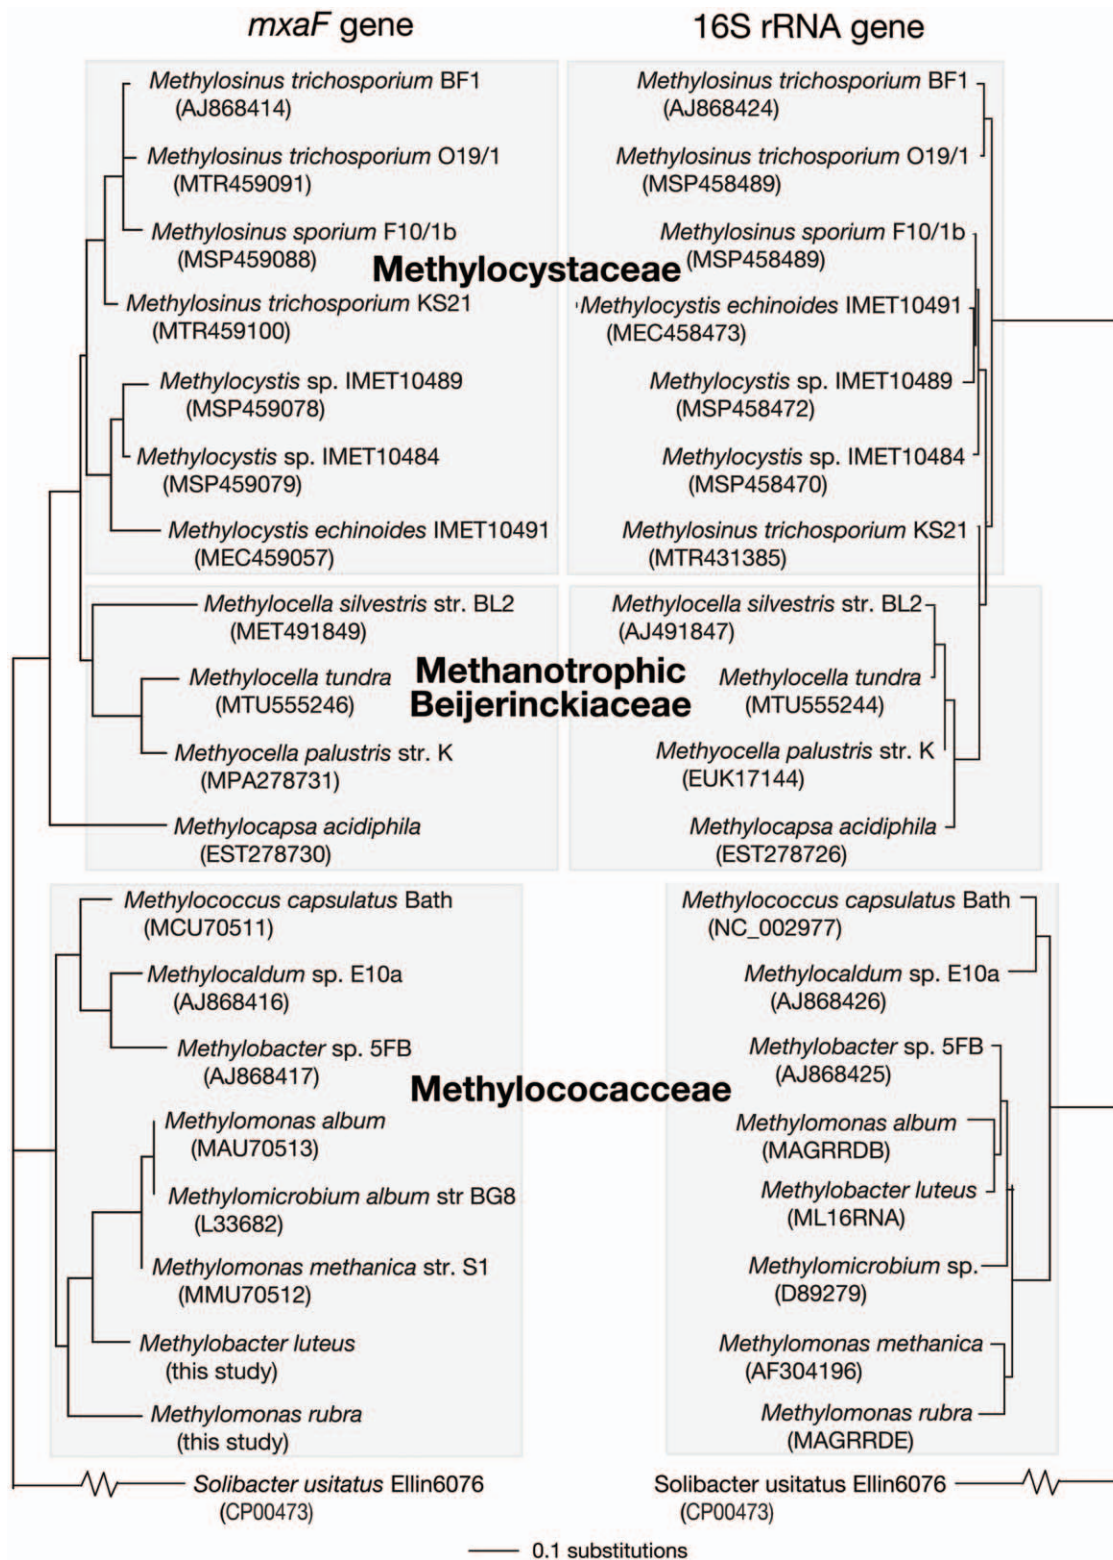 mxaF gene
16S rRNA gene
Methylosinus trichosporium BF1
(AJ868414)
Methylosinus trichosporium O19/1
(MTR459091)
Methylosinus sporium F10/1b
(MSP459088)
Methylosinus trichosporium KS21
(MTR459100)
Methylocystis sp. IMET10489
(MSP459078)
Methylocystis sp. IMET10484
(MSP459079)
Methylocystis echinoides IMET10491
(MEC459057)
Methylosinus trichosporium BF1
(AJ868424)
Methylosinus trichosporium O19/1
(MSP458489)
Methylosinus sporium F10/1b
(MSP458489)
Methylocystis echinoides IMET10491
(MEC458473)
Methylocystis sp. IMET10489
(MSP458472)
Methylocystis sp. IMET10484
(MSP458470)
Methylosinus trichosporium KS21
(MTR431385)
Methylocystaceae
Methylocella silvestris str. BL2
(MET491849)
Methylocella tundra
(MTU555246)
Methyocella palustris str. K
(MPA278731)
Methylocapsa acidiphila
(EST278730)
Methylocella silvestris str. BL2
(AJ491847)
Methylocella tundra
(MTU555244)
Methyocella palustris str. K
(EUK17144)
Methylocapsa acidiphila
(EST278726)
Methanotrophic
Beijerinckiaceae
Methylococcus capsulatus Bath
(MCU70511)
Methylocaldum sp. E10a
(AJ868416)
Methylobacter sp. 5FB
(AJ868417)
Methylomonas album
(MAU70513)
Methylomicrobium album str BG8
(L33682)
Methylomonas methanica str. S1
(MMU70512)
Methylobacter luteus
(this study)
Methylomonas rubra
(this study)
Methylococcus capsulatus Bath
(NC_002977)
Methylocaldum sp. E10a
(AJ868426)
Methylobacter sp. 5FB
(AJ868425)
Methylomonas album
(MAGRRDB)
Methylobacter luteus
(ML16RNA)
Methylomicrobium sp.
(D89279)
Methylomonas methanica
(AF304196)
Methylomonas rubra
(MAGRRDE)
Methylococacceae
Solibacter usitatus Ellin6076
(CP00473)
Solibacter usitatus Ellin6076
(CP00473)
0.1 substitutions